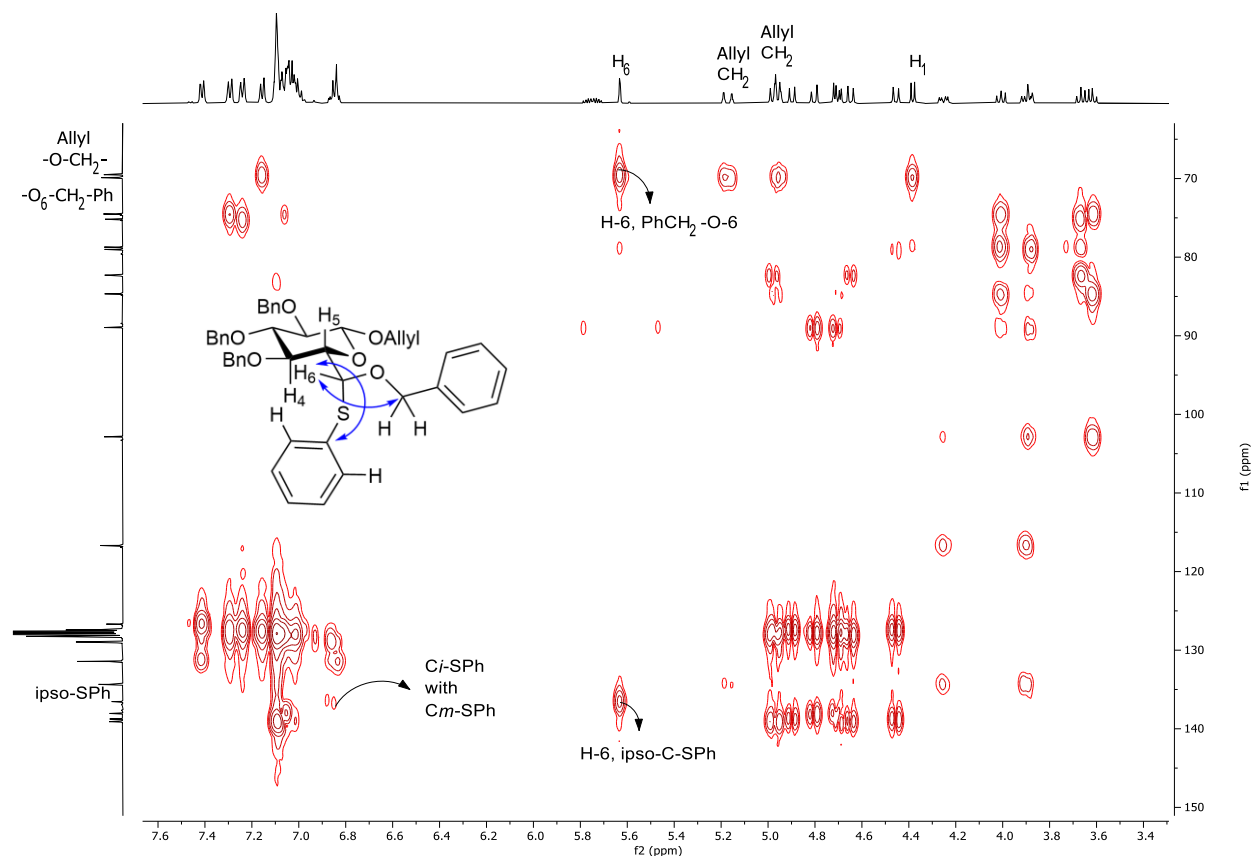 Allyl
CH2
Allyl
CH2
H6
H1
Allyl
-O-CH2-
-O6-CH2-Ph
ipso-SPh
H-6, PhCH2 -O-6
BnO
H5
BnO
OAllyl
O
BnO
H6
O
H4
S
H
H
H
H
Ci-SPh
with
Cm-SPh
H-6, ipso-C-SPh
70
80
90
100
110
120
130
140
150
f1 (ppm)
7.6 7.4 7.2 7.0 6.8 6.6 6.4 6.2 6.0 5.8 5.6 5.4 5.2 5.0 4.8 4.6 4.4 4.2 4.0 3.8 3.6 3.4
f2 (ppm)